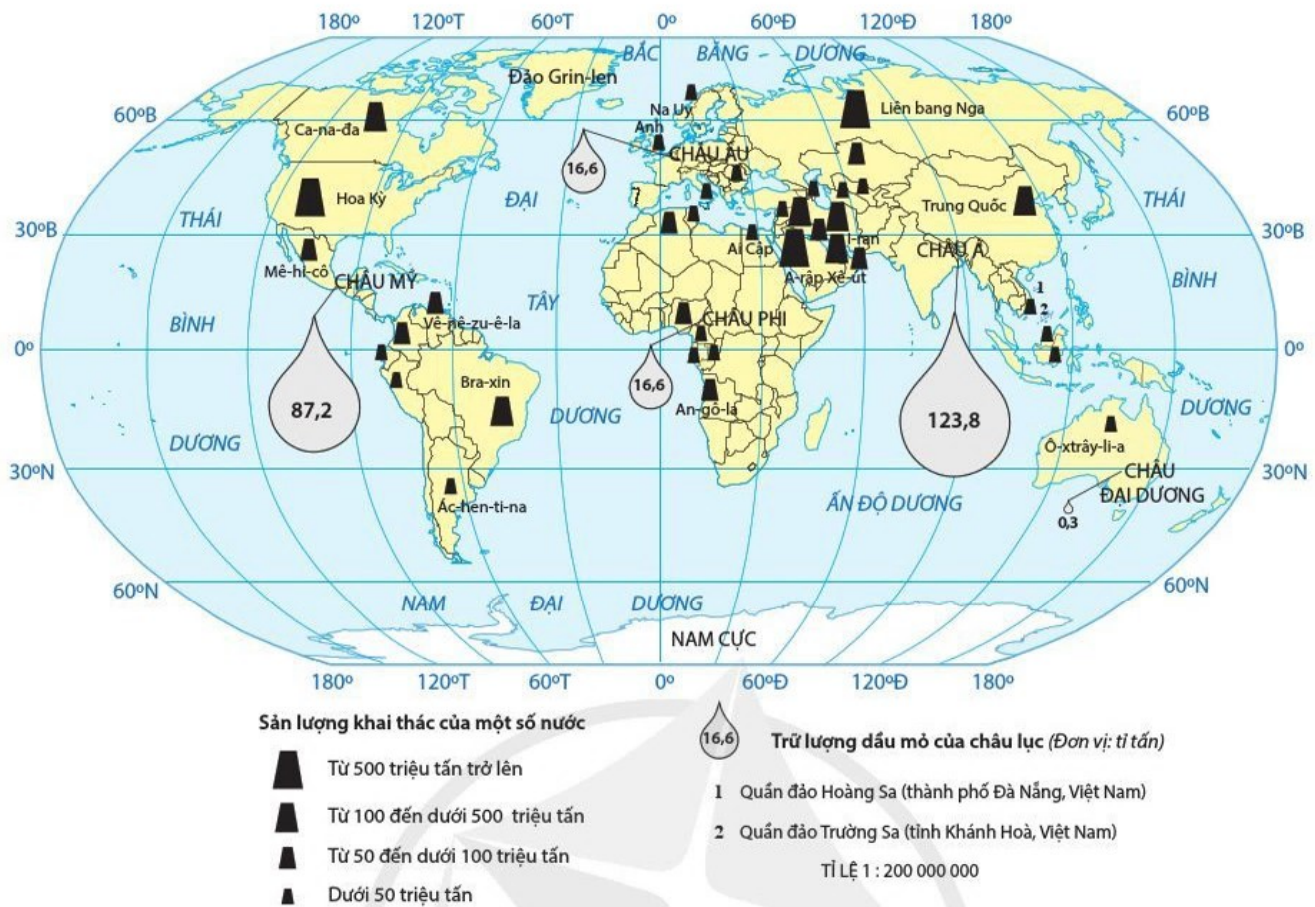 180º 120ºT 60ºT 0º 60ºĐ 120ºĐ 180º
BẮC BĂNG DƯƠNG
Đảo Grin-len
Na Uy
Liên bang Nga
60ºB
60ºB
Ca-na-đa
Anh
CHÂU ÂU
16,6
ĐẠI
THÁI
Hoa Kỳ
Trung Quốc
THÁI
30ºB
30ºB
Mê-hi-cô
CHÂU MỸ
Ai Cập
I-ran
CHÂU Á
A-rập Xê-út
BÌNH
1
2
TÂY
BÌNH
Vê-nê-zu-ê-la
CHÂU PHI
0º
0º
Bra-xin
16,6
87,2
An-gô-la
123,8
DƯƠNG
DƯƠNG
DƯƠNG
Ô-xtrây-li-a
30ºN
30ºN
CHÂU
ĐẠI DƯƠNG
Ác-hen-ti-na
ẤN ĐỘ DƯƠNG
0,3
60ºN
60ºN
NAM ĐẠI DƯƠNG
NAM CỰC
180º 120ºT 60ºT 0º 60ºĐ 120ºĐ 180º
Sản lượng khai thác của một số nước
Từ 500 triệu tấn trở lên
Từ 100 đến dưới 500 triệu tấn
Từ 50 đến dưới 100 triệu tấn
Dưới 50 triệu tấn
16,6 Trữ lượng dầu mỏ của châu lục (Đơn vị: tỉ tấn)
1 Quần đảo Hoàng Sa (thành phố Đà Nẵng, Việt Nam)
2 Quần đảo Trường Sa (tỉnh Khánh Hoà, Việt Nam)
TỈ LỆ 1 : 200 000 000